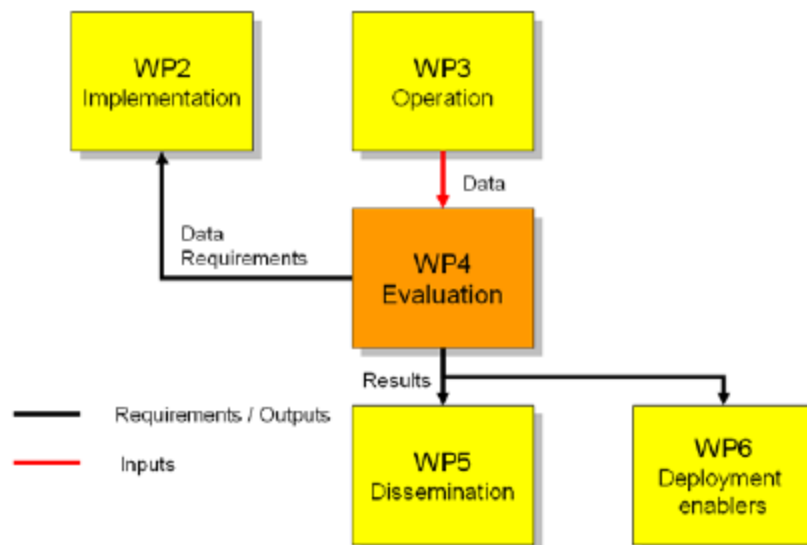 WP2
Implementation
WP3
Operation
Data
Data
Requirements
WP4
Evaluation
Results
Requirements / Outputs
Inputs
WP5
Dissemination
WP6
Deployment
enablers